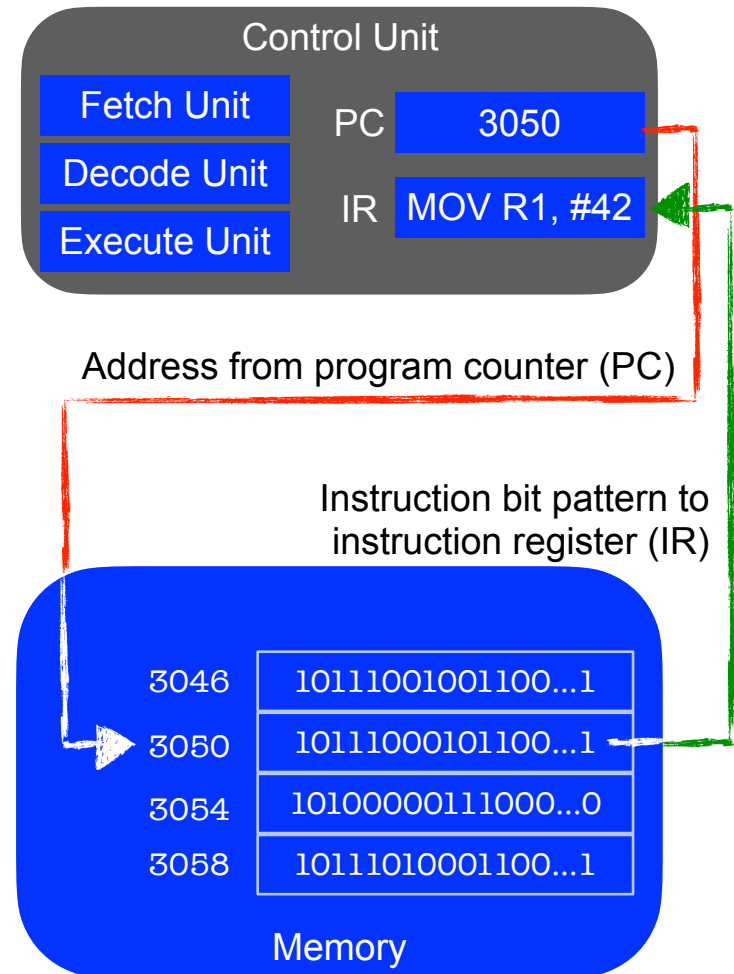 Control Unit
Fetch Unit
PC 3050
Decode Unit
IR MOV R1, #42
Execute Unit
Address from program counter (PC)
Instruction bit pattern to
instruction register (IR)
3046 10111001001100...1
3050 10111000101100...1
3054 10100000111000...0
3058 10111010001100...1
Memory